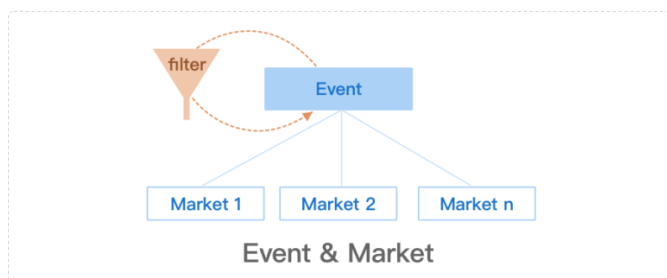 filter
Event
Market 1
Market 2
Market n
Event & Market